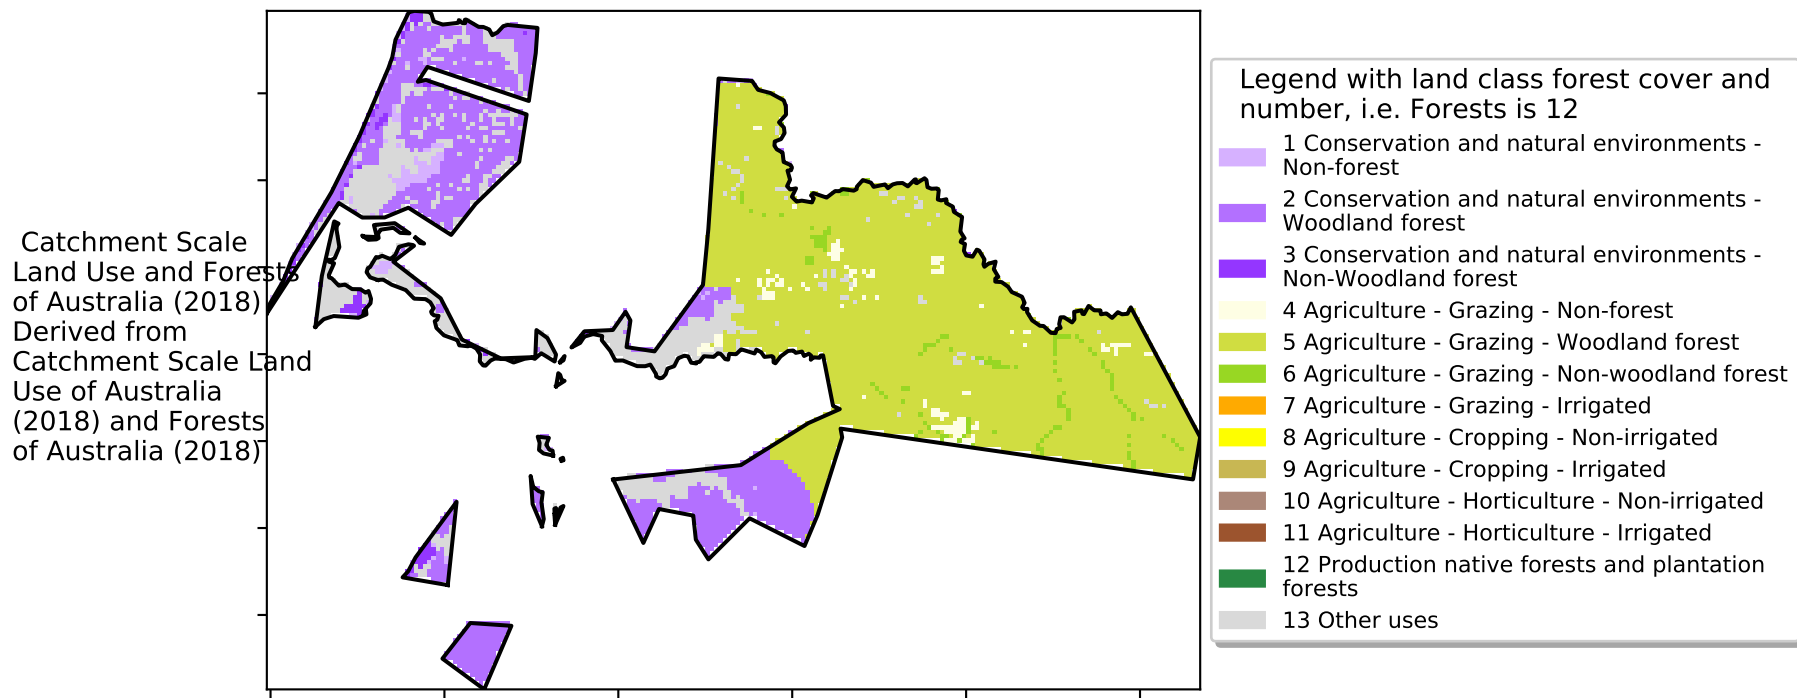 Catchment Scale
Land Use and Forests
of Australia (2018)
Derived from
Catchment Scale Land
Use of Australia
(2018) and Forests
of Australia (2018)
Legend with land class forest cover and
number, i.e. Forests is 12
1 Conservation and natural environments -
Non-forest
2 Conservation and natural environments -
Woodland forest
3 Conservation and natural environments -
Non-Woodland forest
4 Agriculture - Grazing - Non-forest
5 Agriculture - Grazing - Woodland forest
6 Agriculture - Grazing - Non-woodland forest
7 Agriculture - Grazing - Irrigated
8 Agriculture - Cropping - Non-irrigated
9 Agriculture - Cropping - Irrigated
10 Agriculture - Horticulture - Non-irrigated
11 Agriculture - Horticulture - Irrigated
12 Production native forests and plantation
forests
13 Other uses